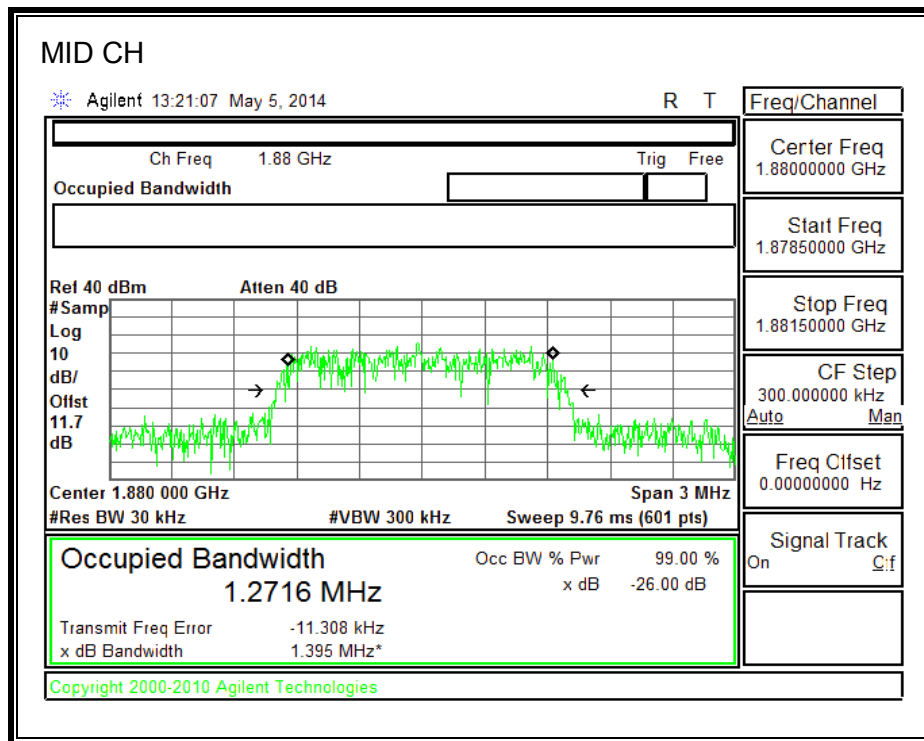 MID CH
Agilent 13:21:07 May 5, 2014 R T
Freq/Channel
Ch Freq 1.88 GHz Trig Free
Occupied Bandwidth
Center Freq
1.88000000 GHz
Start Freq
1.87850000 GHz
Stop Freq
1.88150000 GHz
CF Step
300.000000 kHz
Auto Man
Freq Offset
0.00000000 Hz
Signal Track
On Off
Ref 40 dBm Atten 40 dB
#Samp
Log
10
dB/
Offst
11.7
dB
Center 1.880 000 GHz Span 3 MHz
#Res BW 30 kHz #VBW 300 kHz Sweep 9.76 ms (601 pts)
Occupied Bandwidth Occ BW % Pwr 99.00 %
1.2716 MHz x dB -26.00 dB
Transmit Freq Error -11.308 kHz
x dB Bandwidth 1.395 MHz*
Copyright 2000-2010 Agilent Technologies